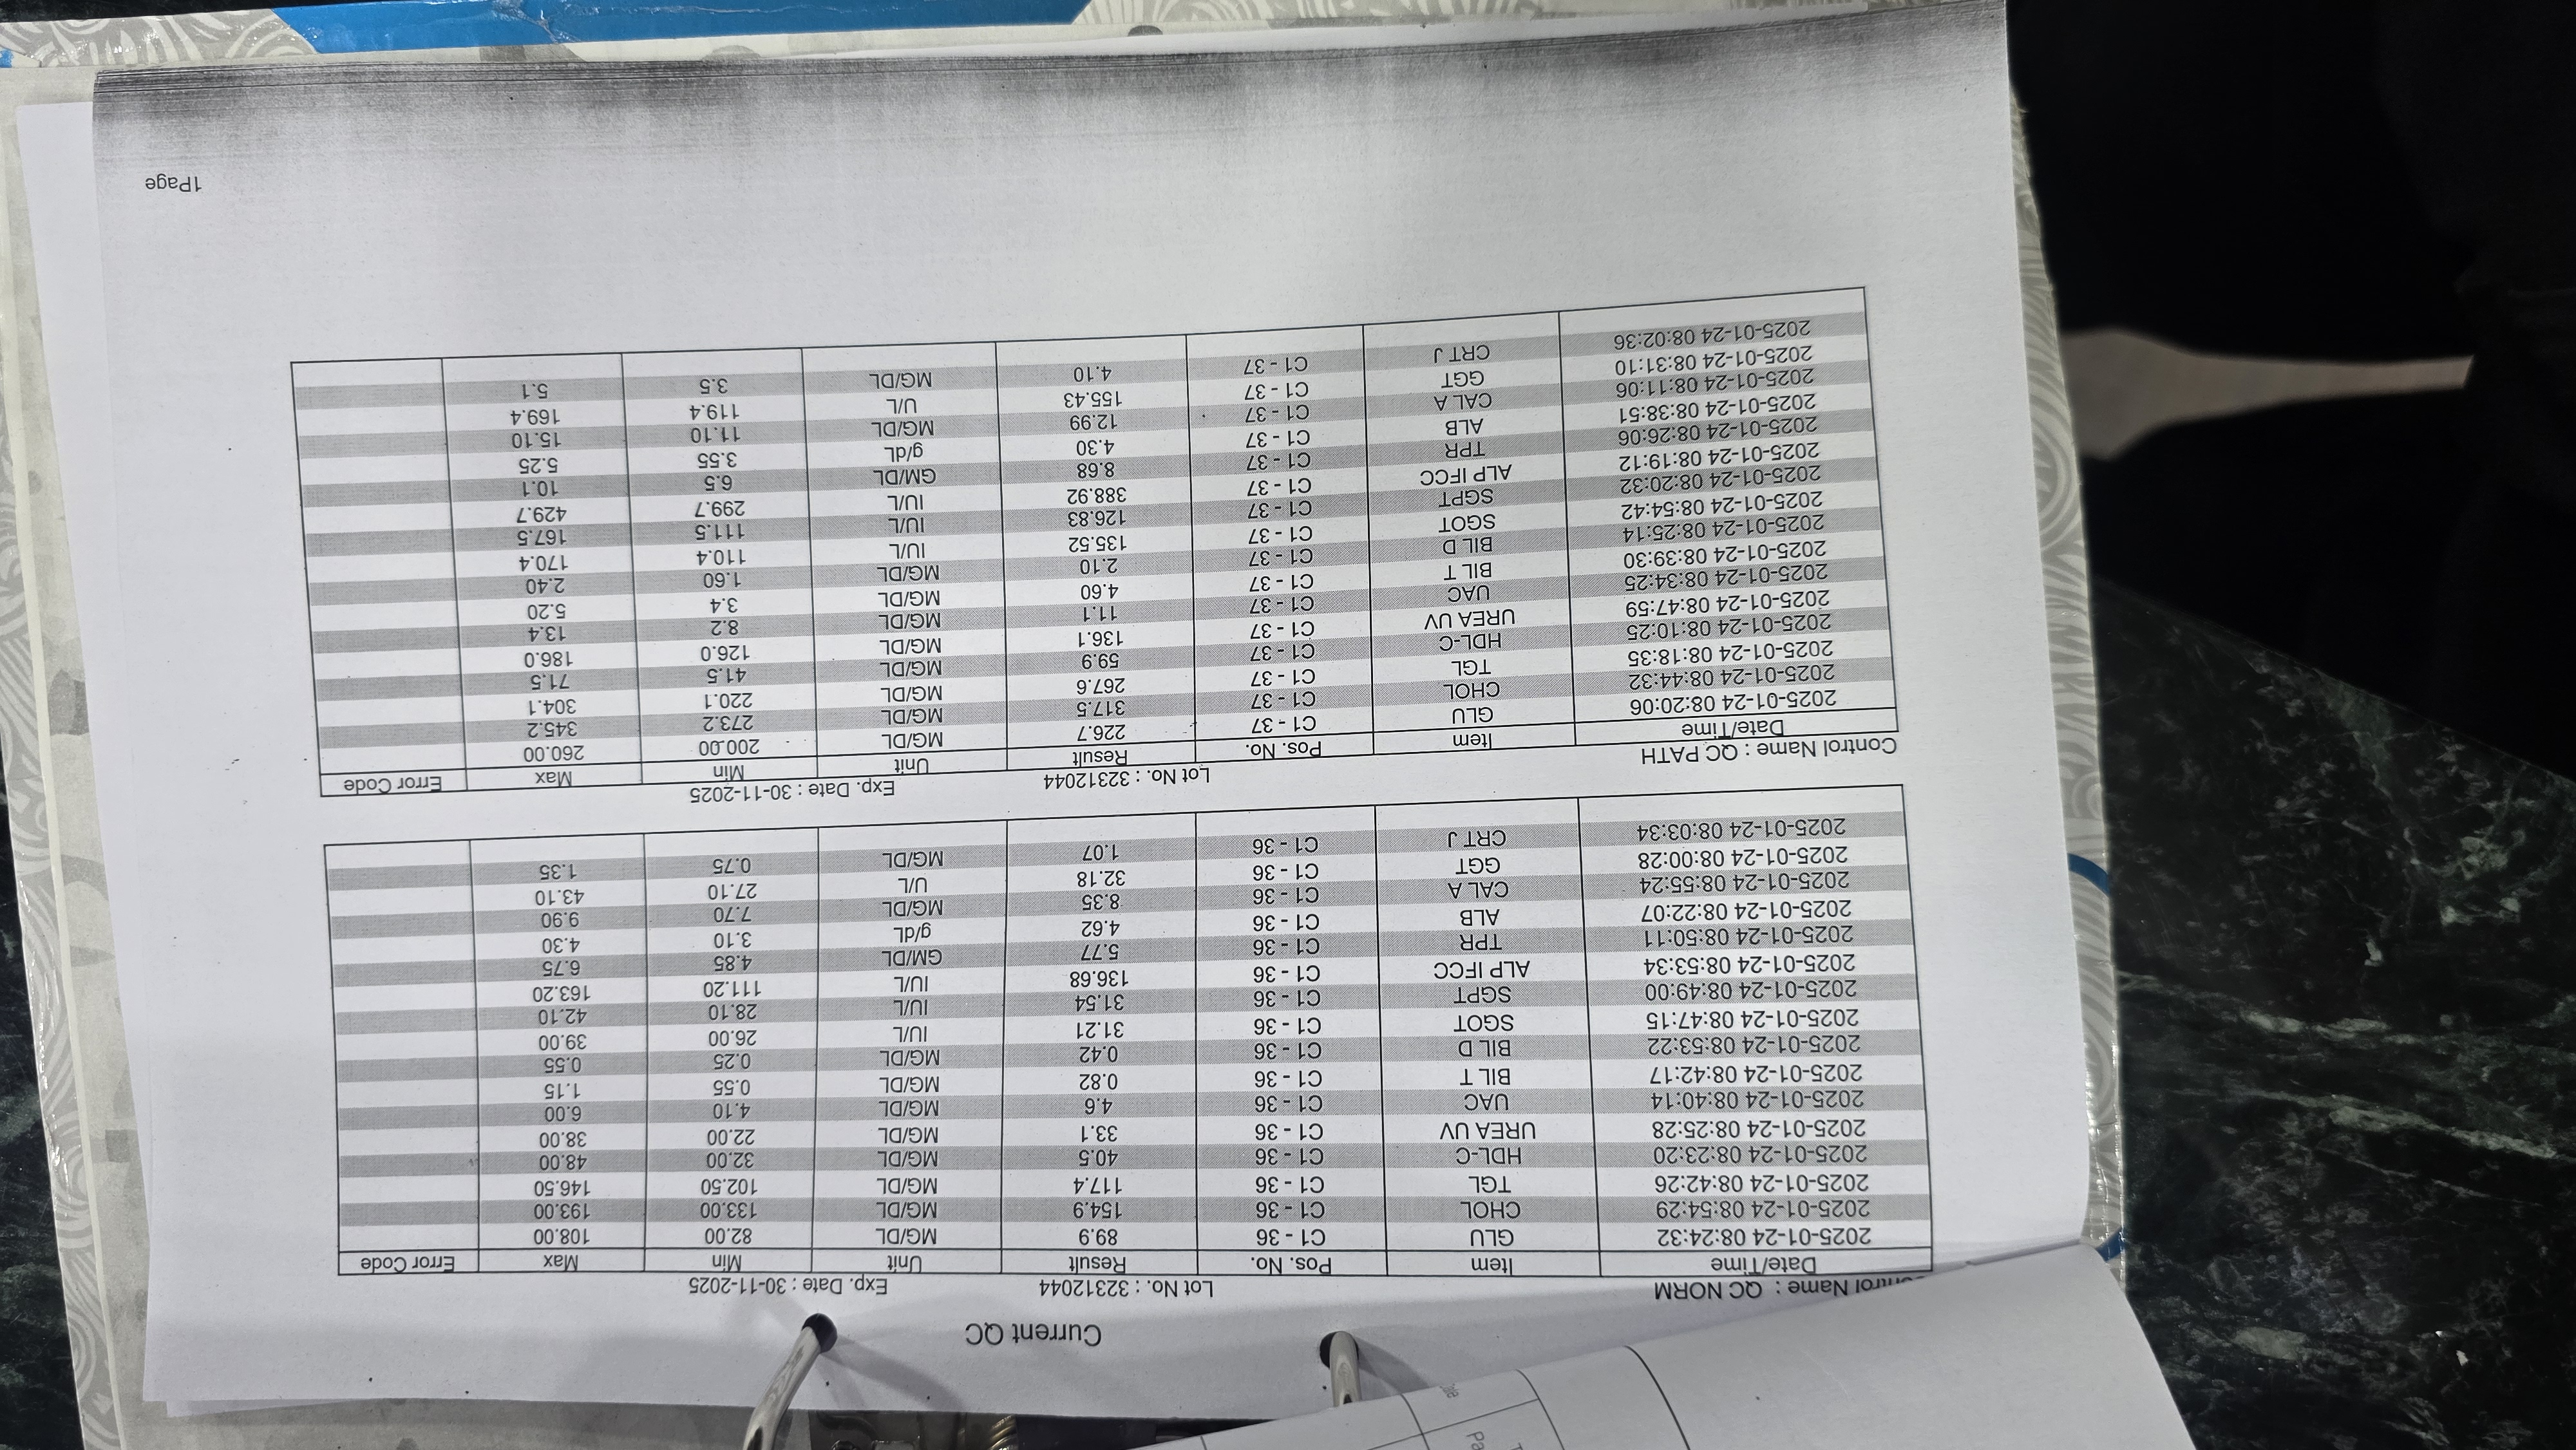 Current QC
Control Name : QC NORM Lot No. : 32312044 Exp. Date : 30-11-2025
Date/Time Item Pos. No. Result Unit Min Max Error Code
2025-01-24 08:24:32 GLU C1 - 36 89.9 MG/DL 82.00 108.00
2025-01-24 08:54:29 CHOL C1 - 36 154.9 MG/DL 133.00 193.00
2025-01-24 08:42:26 TGL C1 - 36 117.4 MG/DL 102.50 146.50
2025-01-24 08:23:20 HDL-C C1 - 36 40.5 MG/DL 32.00 48.00
2025-01-24 08:25:28 UREA UV C1 - 36 33.1 MG/DL 22.00 38.00
2025-01-24 08:40:14 UAC C1 - 36 4.6 MG/DL 4.10 6.00
2025-01-24 08:42:17 BIL T C1 - 36 0.82 MG/DL 0.55 1.15
2025-01-24 08:53:22 BIL D C1 - 36 0.42 MG/DL 0.25 0.55
2025-01-24 08:47:15 SGOT C1 - 36 31.21 IU/L 26.00 39.00
2025-01-24 08:49:00 SGPT C1 - 36 31.54 IU/L 28.10 42.10
2025-01-24 08:53:34 ALP IFCC C1 - 36 136.68 IU/L 111.20 163.20
2025-01-24 08:50:11 TPR C1 - 36 5.77 GM/DL 4.85 6.75
2025-01-24 08:22:07 ALB C1 - 36 4.62 g/dL 3.10 4.30
2025-01-24 08:55:24 CAL A C1 - 36 8.35 MG/DL 7.70 9.90
2025-01-24 08:00:28 GGT C1 - 36 32.18 U/L 27.10 43.10
2025-01-24 08:03:34 CRT J C1 - 36 1.07 MG/DL 0.75 1.35
Control Name : QC PATH Lot No. : 32312044 Exp. Date : 30-11-2025
Date/Time Item Pos. No. Result Unit Min Max Error Code
2025-01-24 08:20:06 GLU C1 - 37 226.7 MG/DL 200.00 260.00
2025-01-24 08:44:32 CHOL C1 - 37 317.5 MG/DL 273.2 345.2
2025-01-24 08:18:35 TGL C1 - 37 267.6 MG/DL 220.1 304.1
2025-01-24 08:10:25 HDL-C C1 - 37 59.9 MG/DL 41.5 71.5
2025-01-24 08:47:59 UREA UV C1 - 37 136.1 MG/DL 126.0 186.0
2025-01-24 08:34:25 UAC C1 - 37 11.1 MG/DL 8.2 13.4
2025-01-24 08:39:30 BIL T C1 - 37 4.60 MG/DL 3.4 5.20
2025-01-24 08:25:14 BIL D C1 - 37 2.10 MG/DL 1.60 2.40
2025-01-24 08:54:42 SGOT C1 - 37 135.52 IU/L 110.4 170.4
2025-01-24 08:20:32 SGPT C1 - 37 126.83 IU/L 111.5 167.5
2025-01-24 08:19:12 ALP IFCC C1 - 37 388.92 IU/L 299.7 429.7
2025-01-24 08:26:06 TPR C1 - 37 8.68 GM/DL 6.5 10.1
2025-01-24 08:38:51 ALB C1 - 37 4.30 g/dL 3.55 5.25
2025-01-24 08:11:06 CAL A C1 - 37 12.99 MG/DL 11.10 15.10
2025-01-24 08:31:10 GGT C1 - 37 155.43 U/L 119.4 169.4
2025-01-24 08:02:36 CRT J C1 - 37 4.10 MG/DL 3.5 5.1
1Page